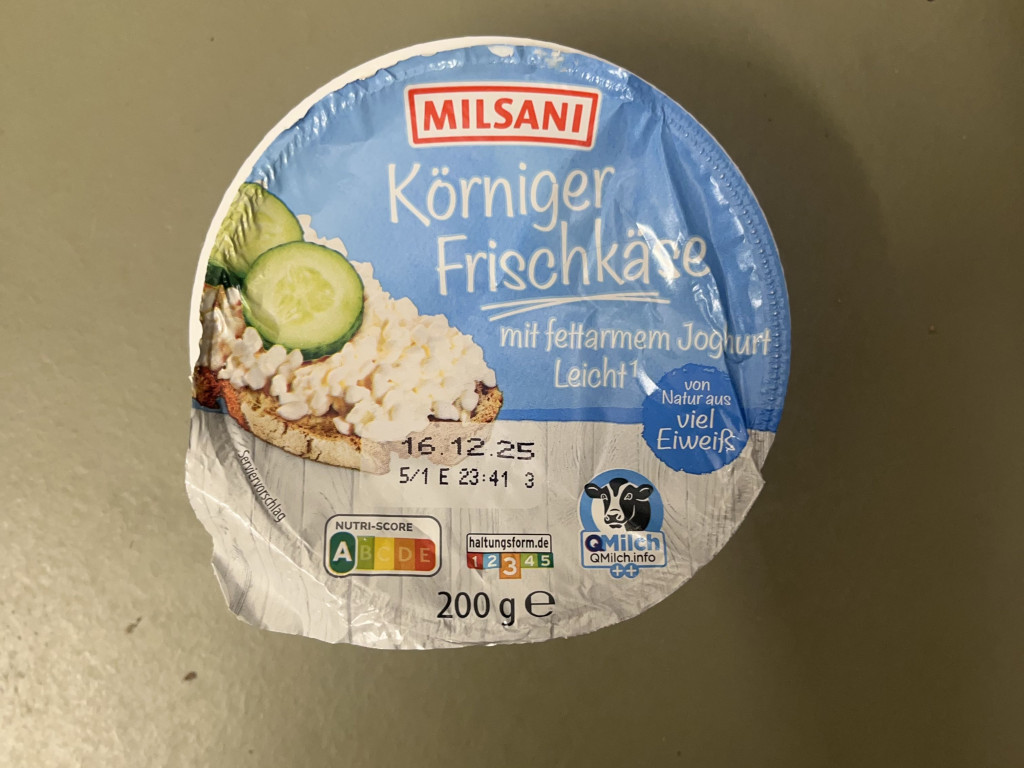 MILSANI
Körniger
Frischkäse
mit fettarmem Joghurt
Leicht¹
von
Natur aus
viel
Eiweiß
16.12.25
5/1 E 23:41 3
Serviervorschlag
NUTRI-SCORE
A B C D E
haltungsform.de
1 2 3 4 5
QMilch
QMilch.info
++
200 g e